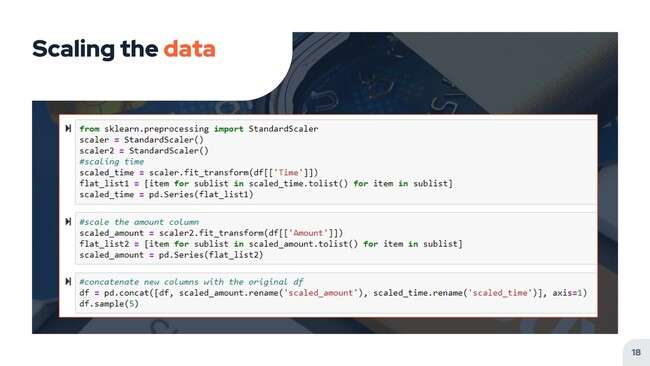 Scaling the data
from sklearn.preprocessing import StandardScaler
scaler = StandardScaler()
scaler2 = StandardScaler()
#scaling time
scaled_time = scaler.fit_transform(df[['Time']])
flat_list1 = [item for sublist in scaled_time.tolist() for item in sublist]
scaled_time = pd.Series(flat_list1)
#scale the amount column
scaled_amount = scaler2.fit_transform(df[['Amount']])
flat_list2 = [item for sublist in scaled_amount.tolist() for item in sublist]
scaled_amount = pd.Series(flat_list2)
#concatenate new columns with the original df
df = pd.concat([df, scaled_amount.rename('scaled_amount'), scaled_time.rename('scaled_time')], axis=1)
df.sample(5)
18